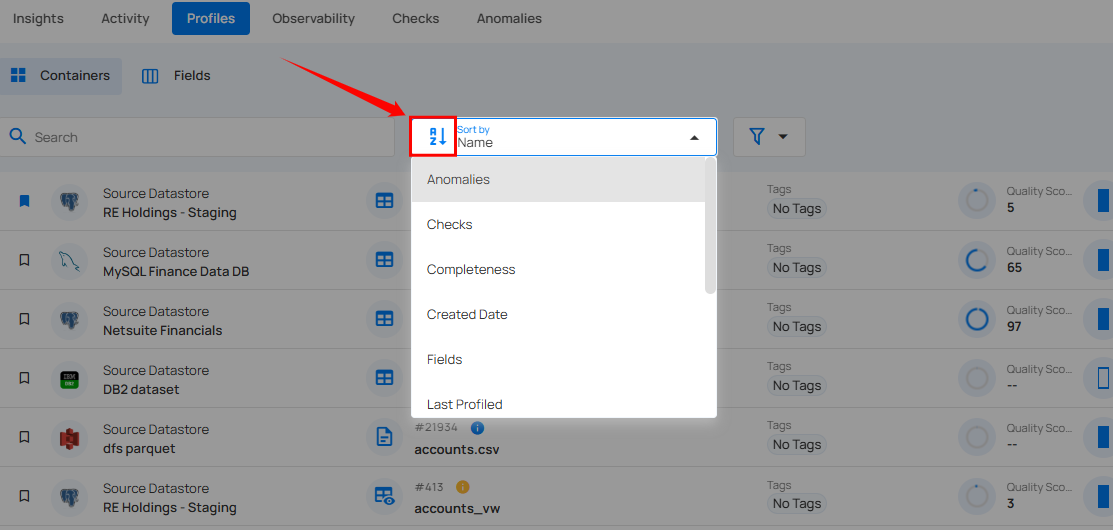 Insights
Activity
Profiles
Observability
Checks
Anomalies
Containers
Fields
Search
A
Z
Sort by
Name
Anomalies
Checks
Completeness
Created Date
Fields
Last Profiled
Source Datastore
RE Holdings - Staging
Tags
No Tags
Quality Sco...
5
Source Datastore
MySQL Finance Data DB
Tags
No Tags
Quality Sco...
65
Source Datastore
Netsuite Financials
Tags
No Tags
Quality Sco...
97
Source Datastore
DB2 dataset
Tags
No Tags
Quality Sco...
--
Source Datastore
dfs parquet
#21934
accounts.csv
Tags
No Tags
Quality Sco...
--
Source Datastore
RE Holdings - Staging
#413
accounts_vw
Tags
No Tags
Quality Sco...
3